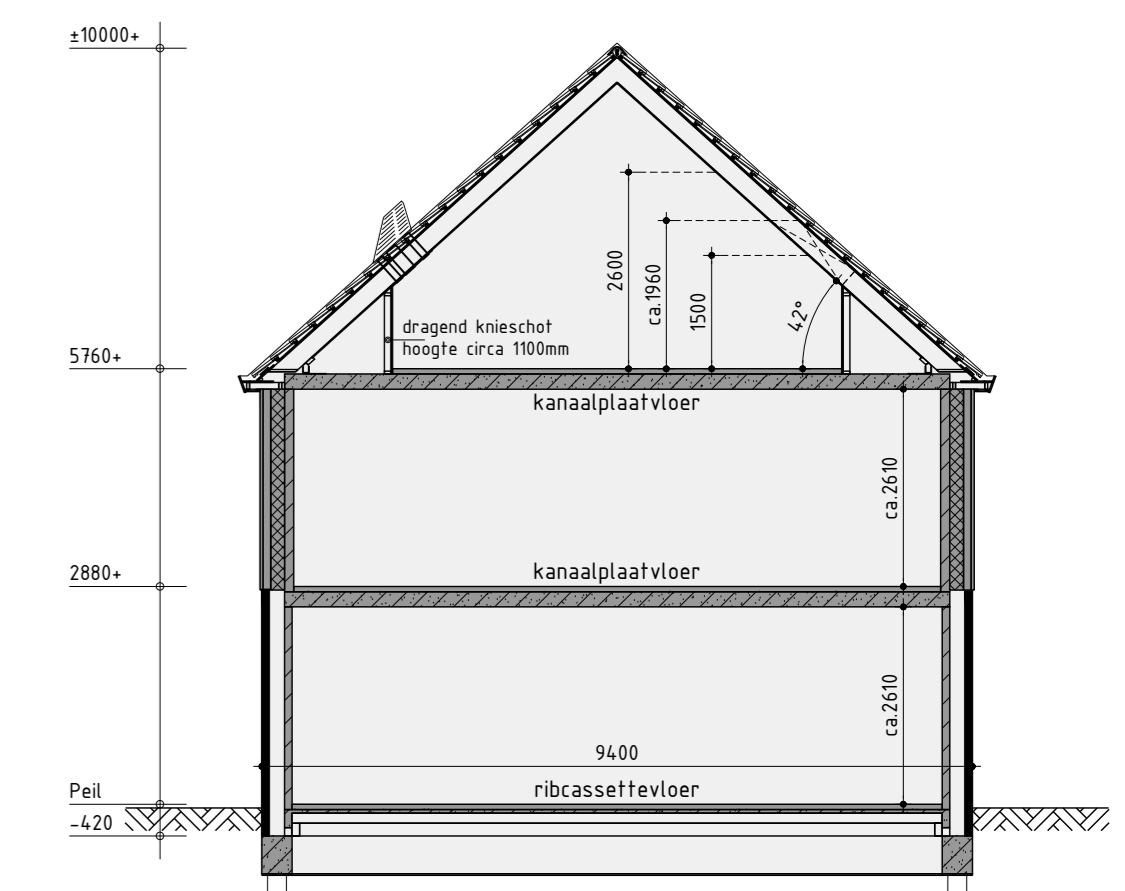 ±10000+
2600
ca.1960
1500
42°
dragend knieschot
hoogte circa 1100mm
5760+
kanaalplaatvloer
ca.2610
2880+
kanaalplaatvloer
ca.2610
9400
Peil
ribcassettevloer
-420